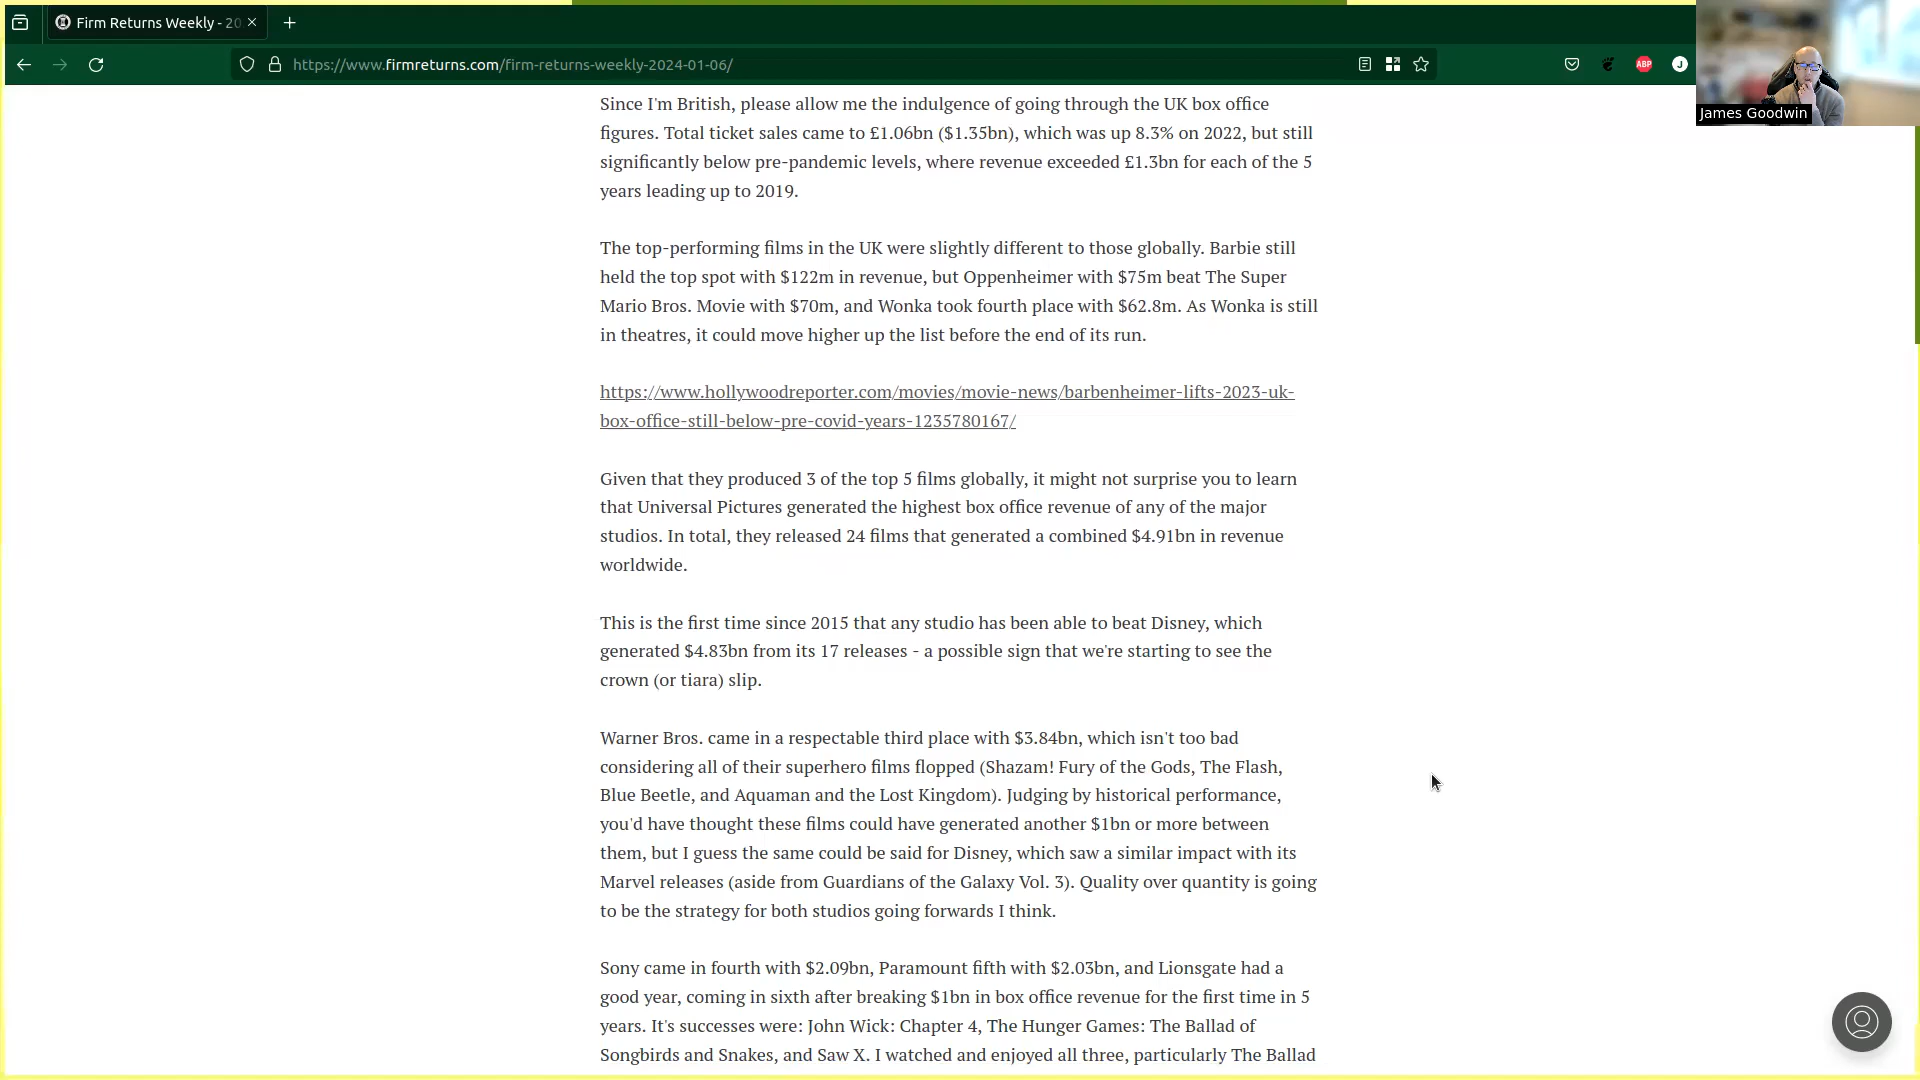 Firm Returns Weekly - 20
https://www.firmreturns.com/firm-returns-weekly-2024-01-06/
ABP
J
James Goodwin
Since I'm British, please allow me the indulgence of going through the UK box office
figures. Total ticket sales came to £1.06bn ($1.35bn), which was up 8.3% on 2022, but still
significantly below pre-pandemic levels, where revenue exceeded £1.3bn for each of the 5
years leading up to 2019.
The top-performing films in the UK were slightly different to those globally. Barbie still
held the top spot with $122m in revenue, but Oppenheimer with $75m beat The Super
Mario Bros. Movie with $70m, and Wonka took fourth place with $62.8m. As Wonka is still
in theatres, it could move higher up the list before the end of its run.
https://www.hollywoodreporter.com/movies/movie-news/barbenheimer-lifts-2023-uk-
box-office-still-below-pre-covid-years-1235780167/
Given that they produced 3 of the top 5 films globally, it might not surprise you to learn
that Universal Pictures generated the highest box office revenue of any of the major
studios. In total, they released 24 films that generated a combined $4.91bn in revenue
worldwide.
This is the first time since 2015 that any studio has been able to beat Disney, which
generated $4.83bn from its 17 releases - a possible sign that we're starting to see the
crown (or tiara) slip.
Warner Bros. came in a respectable third place with $3.84bn, which isn't too bad
considering all of their superhero films flopped (Shazam! Fury of the Gods, The Flash,
Blue Beetle, and Aquaman and the Lost Kingdom). Judging by historical performance,
you'd have thought these films could have generated another $1bn or more between
them, but I guess the same could be said for Disney, which saw a similar impact with its
Marvel releases (aside from Guardians of the Galaxy Vol. 3). Quality over quantity is going
to be the strategy for both studios going forwards I think.
Sony came in fourth with $2.09bn, Paramount fifth with $2.03bn, and Lionsgate had a
good year, coming in sixth after breaking $1bn in box office revenue for the first time in 5
years. It's successes were: John Wick: Chapter 4, The Hunger Games: The Ballad of
Songbirds and Snakes, and Saw X. I watched and enjoyed all three, particularly The Ballad